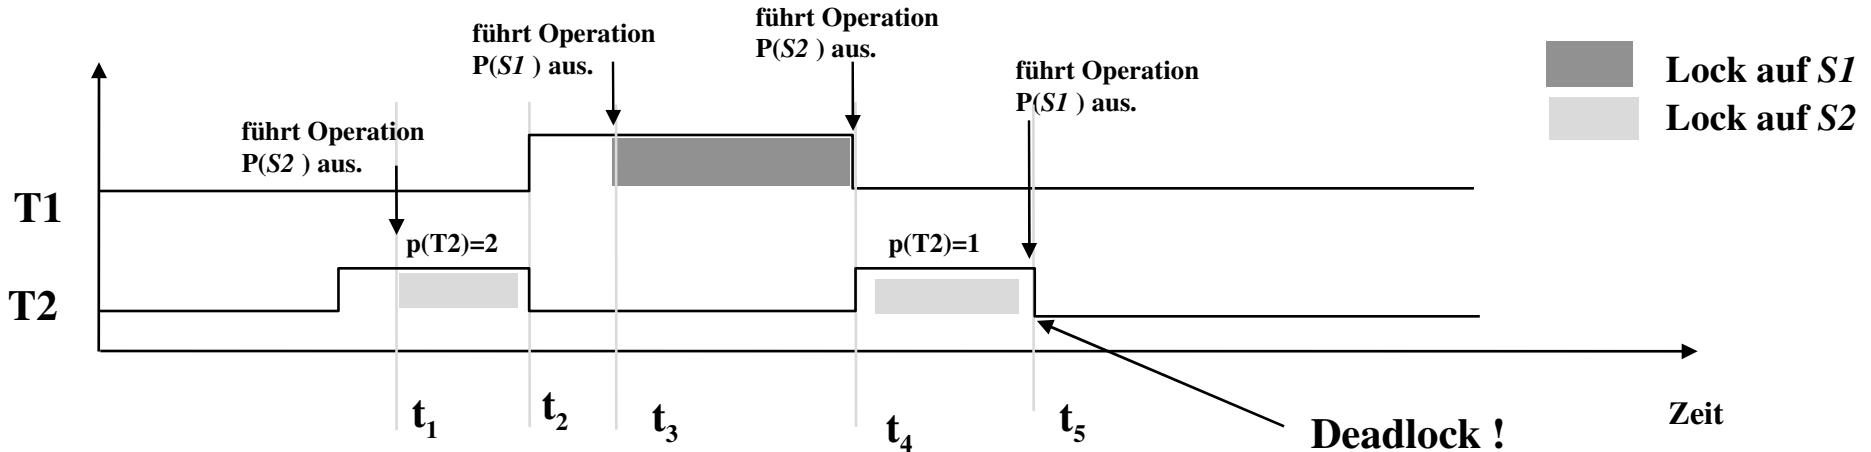 führt Operation
P(S2 ) aus.
führt Operation
P(S1 ) aus.
führt Operation
P(S2 ) aus.
führt Operation
P(S1 ) aus.
Lock auf S1
Lock auf S2
T1
p(T2)=2
p(T2)=1
T2
t1
t2
t3
t4
t5
Deadlock !
Zeit